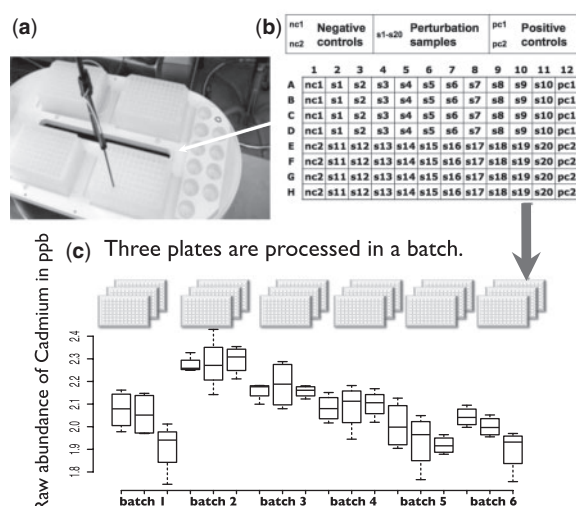 (a)
(b)
nc1 Negative s1-s20 Perturbation pc1 Positive
nc2 controls samples pc2 controls
1 2 3 4 5 6 7 8 9 10 11 12
A nc1 s1 s2 s3 s4 s5 s6 s7 s8 s9 s10 pc1
B nc1 s1 s2 s3 s4 s5 s6 s7 s8 s9 s10 pc1
C nc1 s1 s2 s3 s4 s5 s6 s7 s8 s9 s10 pc1
D nc1 s1 s2 s3 s4 s5 s6 s7 s8 s9 s10 pc1
E nc2 s11 s12 s13 s14 s15 s16 s17 s18 s19 s20 pc2
F nc2 s11 s12 s13 s14 s15 s16 s17 s18 s19 s20 pc2
G nc2 s11 s12 s13 s14 s15 s16 s17 s18 s19 s20 pc2
H nc2 s11 s12 s13 s14 s15 s16 s17 s18 s19 s20 pc2
(c) Three plates are processed in a batch.
Raw abundance of Cadmium in ppb
2.4
2.3
2.2
2.1
2.0
1.9
1.8
batch 1 batch 2 batch 3 batch 4 batch 5 batch 6